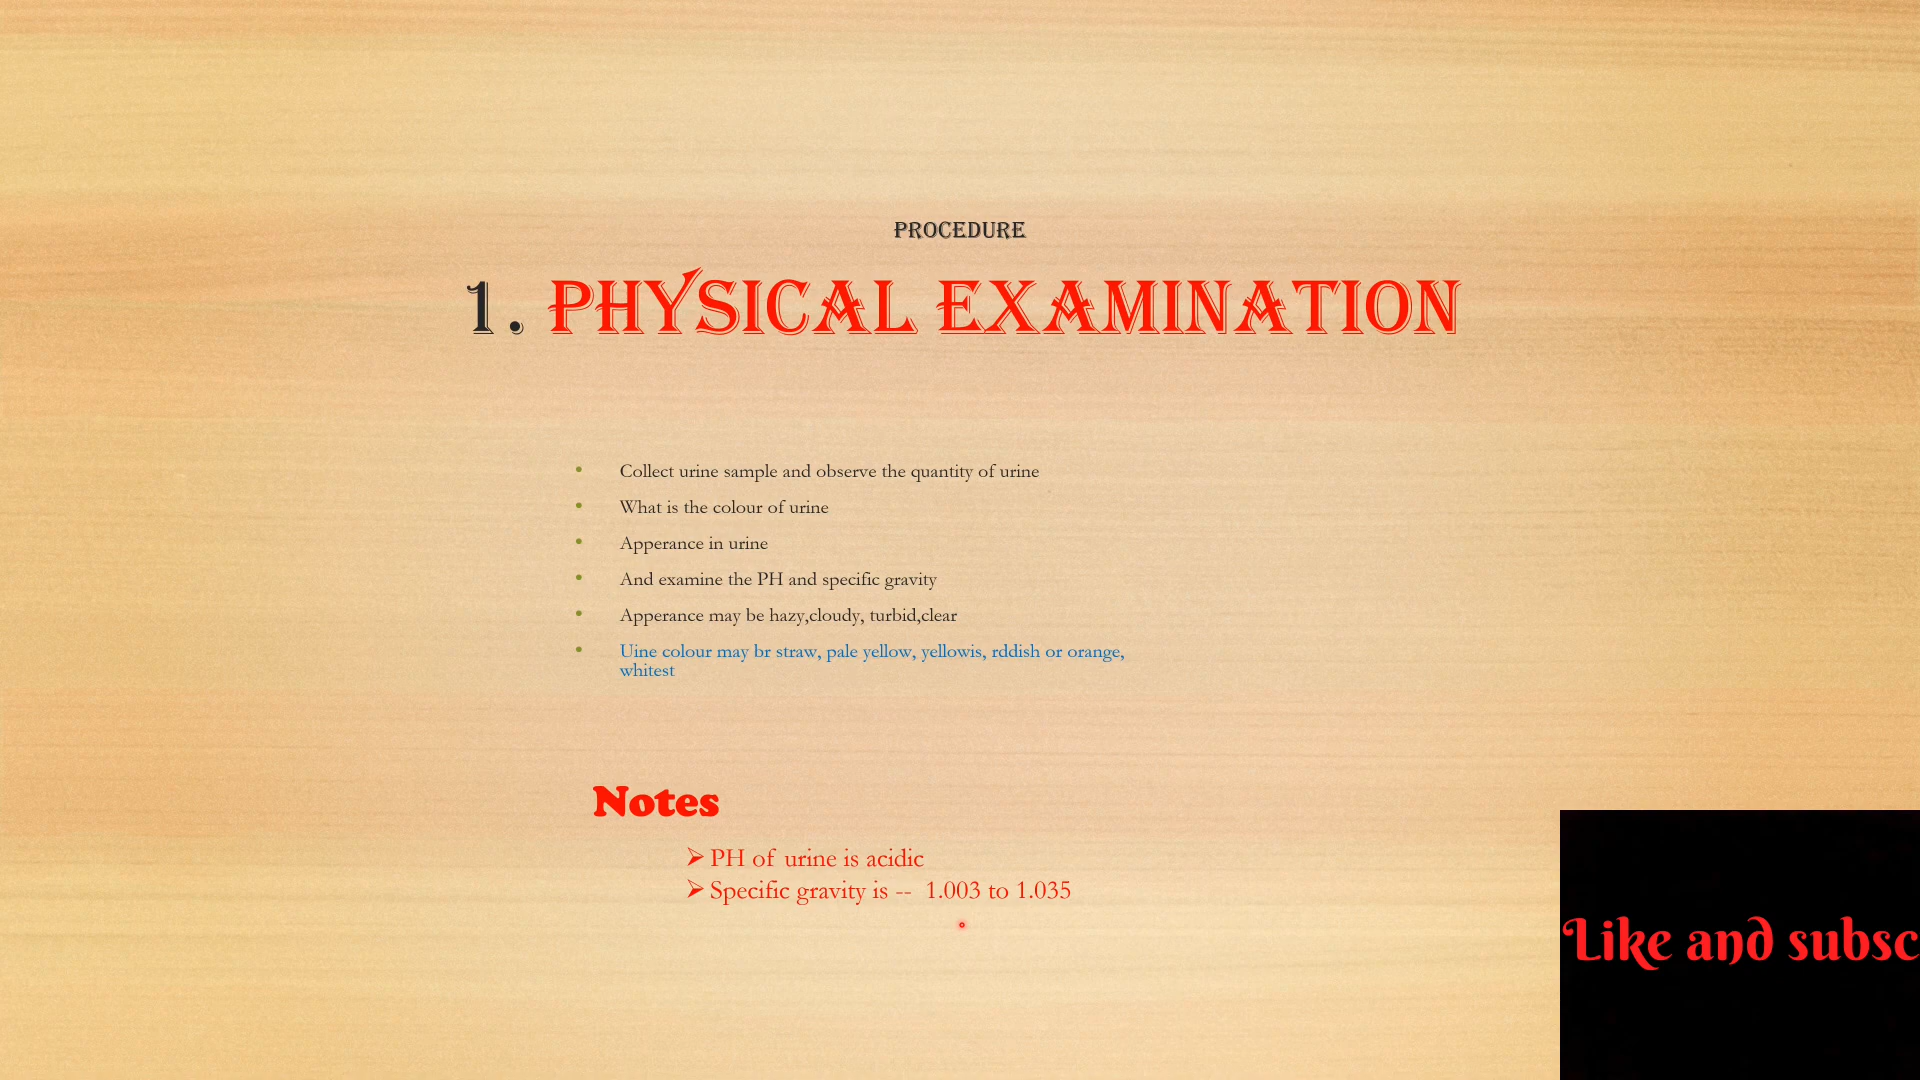 PROCEDURE
1. PHYSICAL EXAMINATION
• Collect urine sample and observe the quantity of urine
• What is the colour of urine
• Apperance in urine
• And examine the PH and specific gravity
• Apperance may be hazy,cloudy, turbid,clear
• Uine colour may br straw, pale yellow, yellowis, rddish or orange,
whitest
Notes
➢ PH of urine is acidic
➢ Specific gravity is -- 1.003 to 1.035
Like and subsc